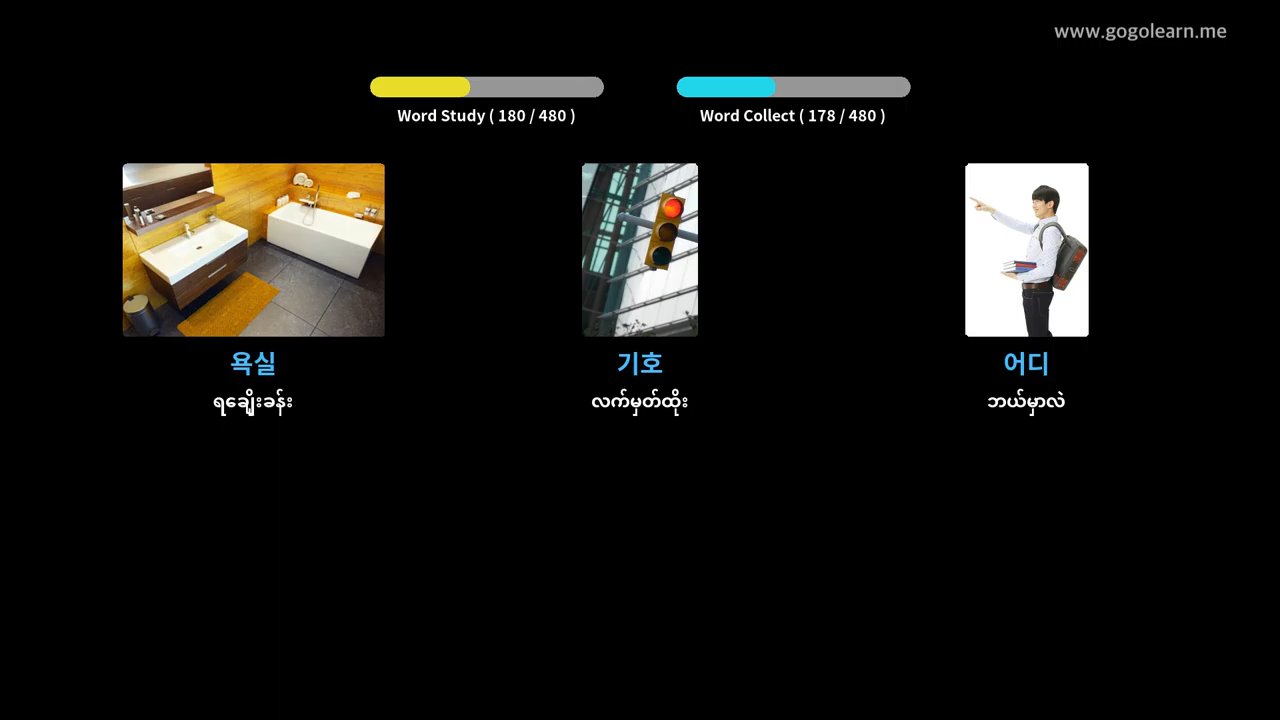 www.gogolearn.me
Word Study ( 180 / 480 )
Word Collect ( 178 / 480 )
욕실
기호
어디
ရချေိုးခန်း
လက်မှတ်ထိုး
ဘယ်မှာလဲ